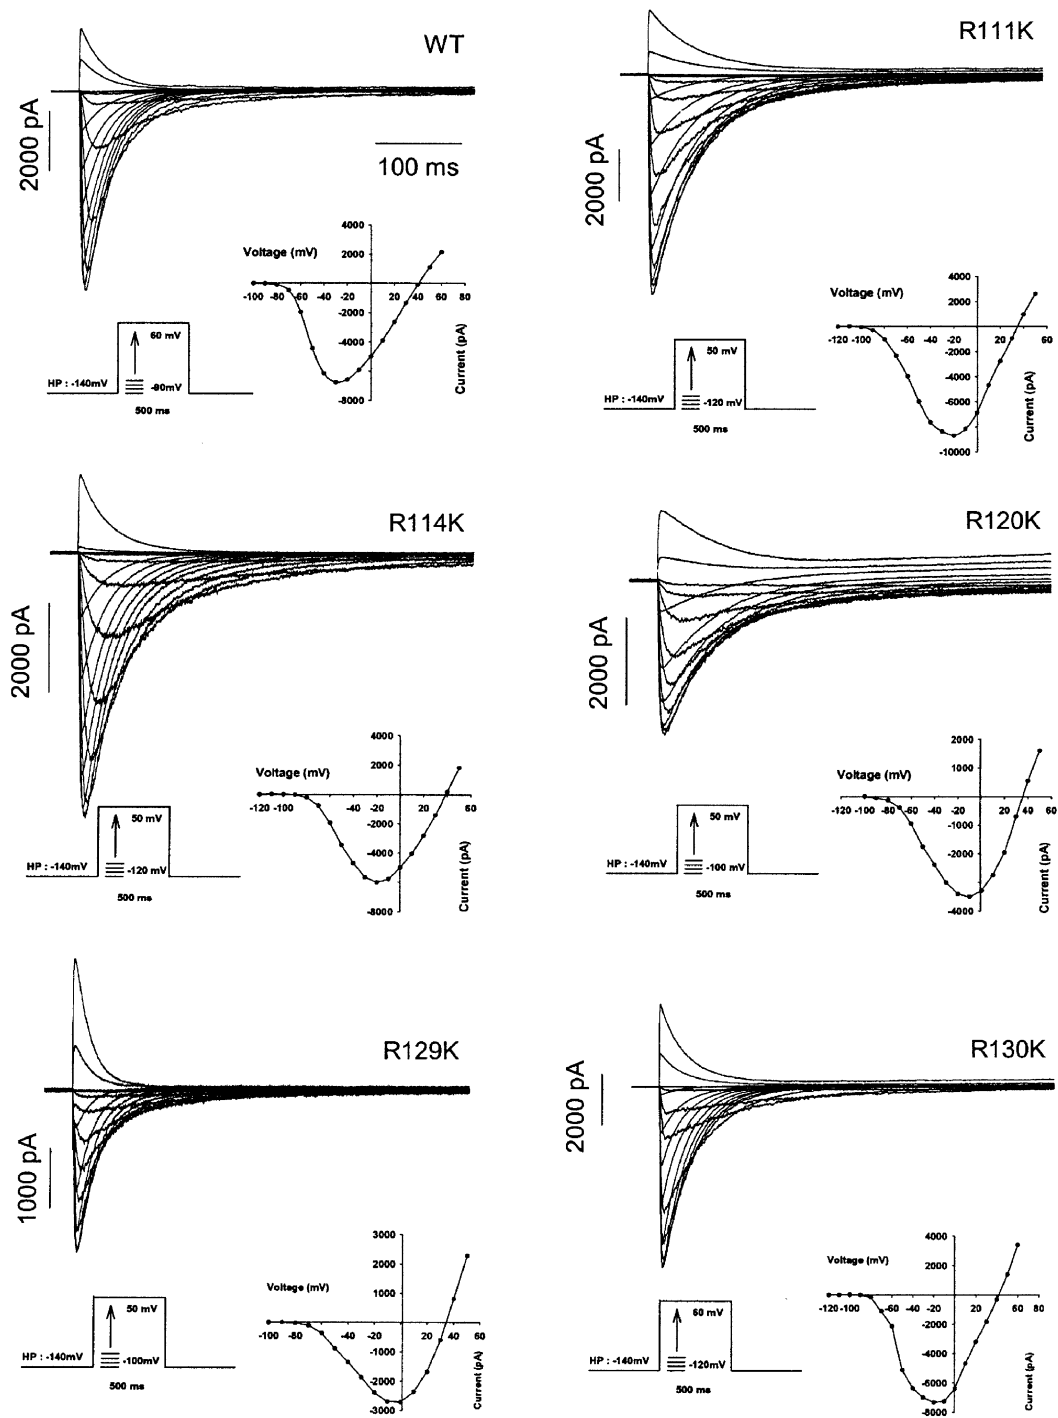 WT
2000 pA
100 ms
Voltage (mV)
4000
2000
-100 -80 -60 -40 -20 20 40 60 80
-2000
-4000
-6000
-8000
Current (pA)
60 mV
HP : -140mV
-90mV
500 ms
R111K
2000 pA
Voltage (mV)
4000
2000
-120 -100 -60 -40 -20 20 40 60
-2000
-4000
-6000
-8000
-10000
Current (pA)
50 mV
HP : -140mV
-120 mV
500 ms
R114K
2000 pA
Voltage (mV)
4000
2000
-120 -100 -60 -40 -20 20 40 60
-2000
-4000
-6000
-8000
Current (pA)
50 mV
HP : -140mV
-120 mV
500 ms
R120K
2000 pA
Voltage (mV)
2000
1000
-120 -100 -80 -60 -40 -20 20 40 60
-1000
-2000
-3000
-4000
Current (pA)
50 mV
HP : -140mV
-100 mV
500 ms
R129K
1000 pA
Voltage (mV)
3000
2000
1000
-100 -80 -40 -20 20 40 60
-1000
-2000
-3000
Current (pA)
50 mV
HP : -140mV
-100mV
500 ms
R130K
2000 pA
Voltage (mV)
4000
2000
-120 -100 -80 -60 -40 -20 20 40 60 80
-2000
-4000
-6000
-8000
Current (pA)
60 mV
HP : -140mV
-120mV
500 ms